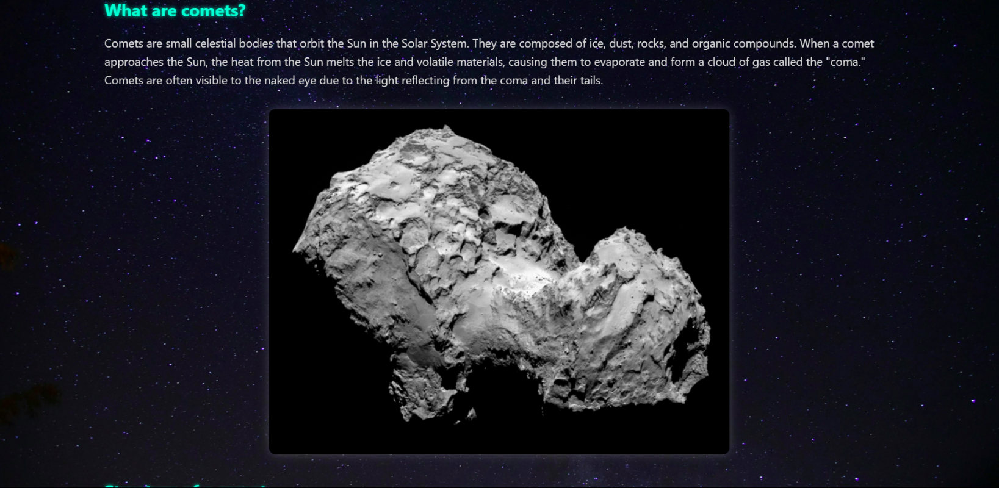 What are comets?
Comets are small celestial bodies that orbit the Sun in the Solar System. They are composed of ice, dust, rocks, and organic compounds. When a comet
approaches the Sun, the heat from the Sun melts the ice and volatile materials, causing them to evaporate and form a cloud of gas called the "coma."
Comets are often visible to the naked eye due to the light reflecting from the coma and their tails.